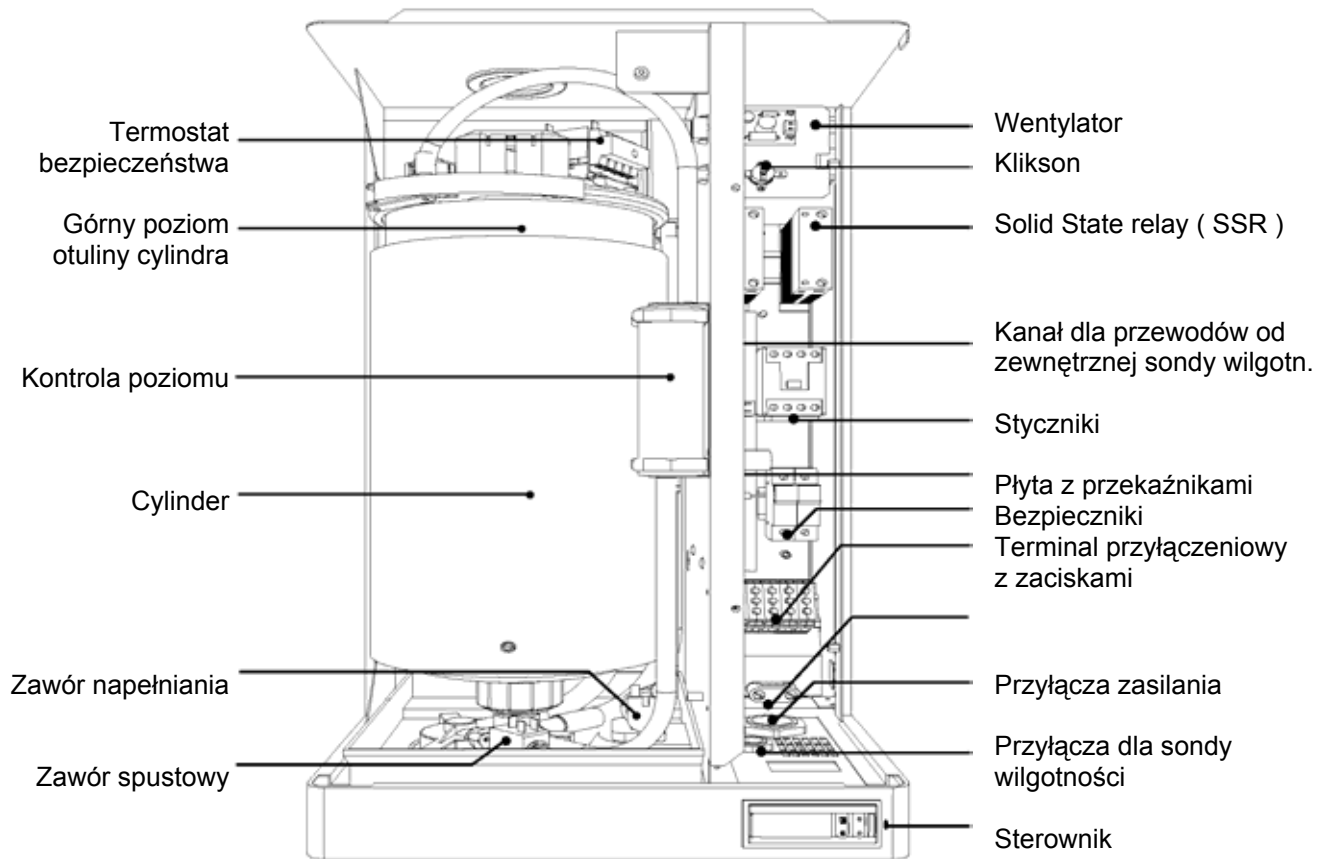 Termostat
bezpieczeństwa
Górny poziom
otuliny cylindra
Kontrola poziomu
Cylinder
Zawór napełniania
Zawór spustowy
Wentylator
Klikson
Solid State relay ( SSR )
Kanał dla przewodów od
zewnętrznej sondy wilgotn.
Styczniki
Płyta z przekaźnikami
Bezpieczniki
Terminal przyłączeniowy
z zaciskami
Przyłącza zasilania
Przyłącza dla sondy
wilgotności
Sterownik